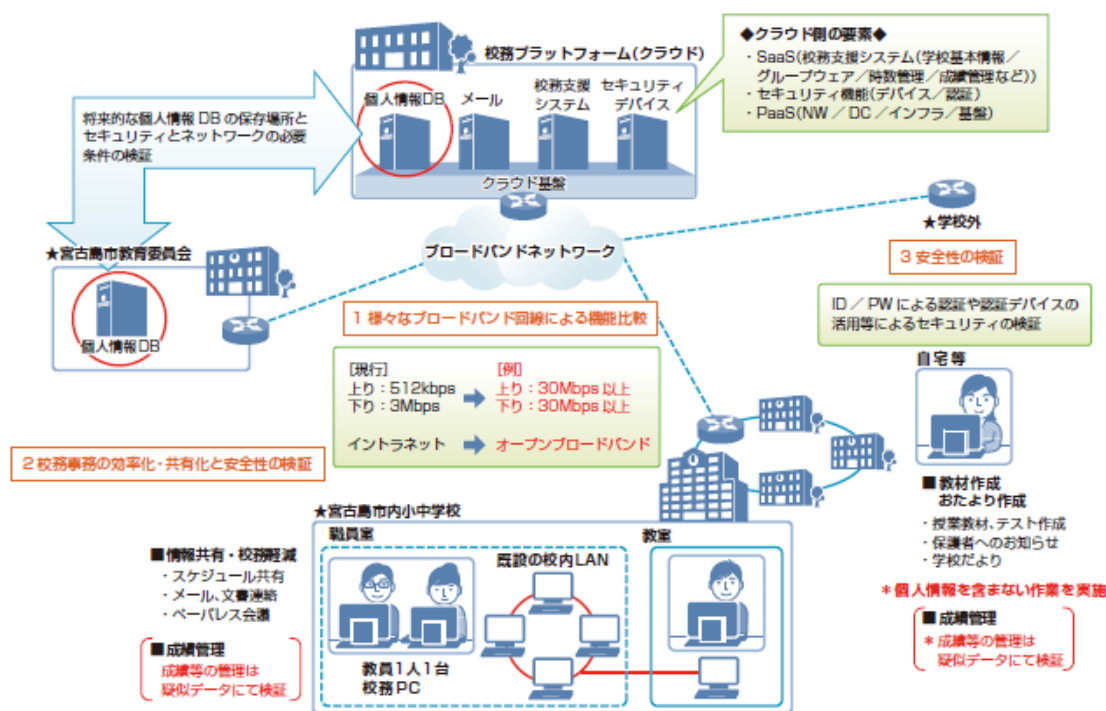 校務プラットフォーム(クラウド)
個人情報DB
メール
校務支援
システム
セキュリティ
デバイス
クラウド基盤
◆クラウド側の要素◆
・SaaS(校務支援システム(学校基本情報/
グループウェア/時数管理/成績管理など))
・セキュリティ機能(デバイス/認証)
・PaaS(NW/DC/インフラ/基盤)
将来的な個人情報DBの保存場所と
セキュリティとネットワークの必要
条件の検証
★宮古島市教育委員会
個人情報DB
ブロードバンドネットワーク
★学校外
3 安全性の検証
ID/PWによる認証や認証デバイスの
活用等によるセキュリティの検証
自宅等
1 様々なブロードバンド回線による機能比較
[現行]
上り:512kbps
下り:3Mbps
イントラネット
[例]
上り:30Mbps以上
下り:30Mbps以上
オープンブロードバンド
2 校務事務の効率化・共有化と安全性の検証
★宮古島市内小中学校
職員室
既設の校内LAN
教室
教員1人1台
校務PC
■情報共有・校務軽減
・スケジュール共有
・メール、文書連絡
・ペーパレス会議
■成績管理
成績等の管理は
疑似データにて検証
■教材作成
おたより作成
・授業教材、テスト作成
・保護者へのお知らせ
・学校だより
*個人情報を含まない作業を実施
■成績管理
*成績等の管理は
疑似データにて検証